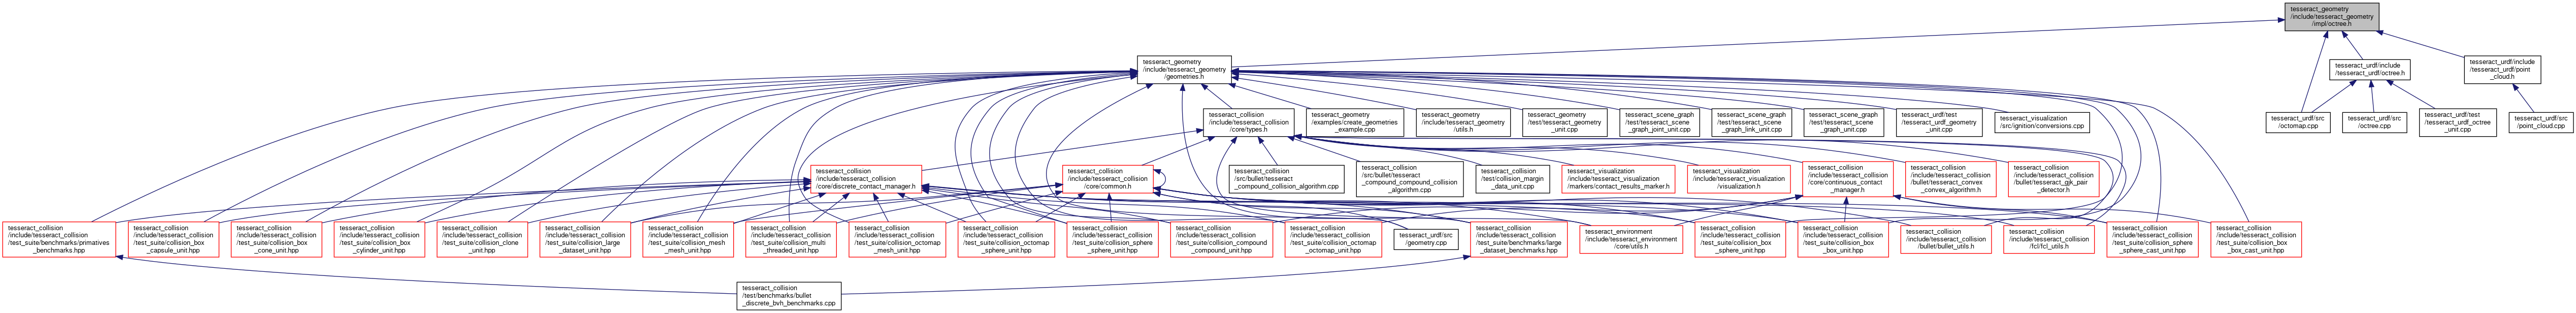 tesseract_geometry
/include/tesseract_geometry
/impl/octree.h
tesseract_geometry
/include/tesseract_geometry
/geometries.h
tesseract_urdf/include
/tesseract_urdf/octree.h
tesseract_urdf/include
/tesseract_urdf/point
_cloud.h
tesseract_collision
/include/tesseract_collision
/core/types.h
tesseract_geometry
/examples/create_geometries
_example.cpp
tesseract_geometry
/include/tesseract_geometry
/utils.h
tesseract_geometry
/test/tesseract_geometry
_unit.cpp
tesseract_scene_graph
/test/tesseract_scene
_graph_joint_unit.cpp
tesseract_scene_graph
/test/tesseract_scene
_graph_link_unit.cpp
tesseract_scene_graph
/test/tesseract_scene
_graph_unit.cpp
tesseract_urdf/test
/tesseract_urdf_geometry
_unit.cpp
tesseract_visualization
/src/ignition/conversions.cpp
tesseract_urdf/src
/octomap.cpp
tesseract_urdf/src
/octree.cpp
tesseract_urdf/test
/tesseract_urdf_octree
_unit.cpp
tesseract_urdf/src
/point_cloud.cpp
tesseract_collision
/include/tesseract_collision
/core/discrete_contact_manager.h
tesseract_collision
/include/tesseract_collision
/core/common.h
tesseract_collision
/src/bullet/tesseract
_compound_collision_algorithm.cpp
tesseract_collision
/src/bullet/tesseract
_compound_compound_collision
_algorithm.cpp
tesseract_collision
/test/collision_margin
_data_unit.cpp
tesseract_visualization
/include/tesseract_visualization
/markers/contact_results_marker.h
tesseract_visualization
/include/tesseract_visualization
/visualization.h
tesseract_collision
/include/tesseract_collision
/core/continuous_contact
_manager.h
tesseract_collision
/include/tesseract_collision
/bullet/tesseract_convex
_convex_algorithm.h
tesseract_collision
/include/tesseract_collision
/bullet/tesseract_gjk_pair
_detector.h
tesseract_collision
/include/tesseract_collision
/test_suite/benchmarks/primatives
_benchmarks.hpp
tesseract_collision
/include/tesseract_collision
/test_suite/collision_box
_capsule_unit.hpp
tesseract_collision
/include/tesseract_collision
/test_suite/collision_box
_cone_unit.hpp
tesseract_collision
/include/tesseract_collision
/test_suite/collision_box
_cylinder_unit.hpp
tesseract_collision
/include/tesseract_collision
/test_suite/collision_clone
_unit.hpp
tesseract_collision
/include/tesseract_collision
/test_suite/collision_large
_dataset_unit.hpp
tesseract_collision
/include/tesseract_collision
/test_suite/collision_mesh
_mesh_unit.hpp
tesseract_collision
/include/tesseract_collision
/test_suite/collision_multi
_threaded_unit.hpp
tesseract_collision
/include/tesseract_collision
/test_suite/collision_octomap
_mesh_unit.hpp
tesseract_collision
/include/tesseract_collision
/test_suite/collision_octomap
_sphere_unit.hpp
tesseract_collision
/include/tesseract_collision
/test_suite/collision_sphere
_sphere_unit.hpp
tesseract_collision
/include/tesseract_collision
/test_suite/collision_compound
_compound_unit.hpp
tesseract_collision
/include/tesseract_collision
/test_suite/collision_octomap
_octomap_unit.hpp
tesseract_urdf/src
/geometry.cpp
tesseract_collision
/include/tesseract_collision
/test_suite/benchmarks/large
_dataset_benchmarks.hpp
tesseract_environment
/include/tesseract_environment
/core/utils.h
tesseract_collision
/include/tesseract_collision
/test_suite/collision_box
_sphere_unit.hpp
tesseract_collision
/include/tesseract_collision
/test_suite/collision_box
_box_unit.hpp
tesseract_collision
/include/tesseract_collision
/bullet/bullet_utils.h
tesseract_collision
/include/tesseract_collision
/fcl/fcl_utils.h
tesseract_collision
/include/tesseract_collision
/test_suite/collision_sphere
_sphere_cast_unit.hpp
tesseract_collision
/include/tesseract_collision
/test_suite/collision_box
_box_cast_unit.hpp
tesseract_collision
/test/benchmarks/bullet
_discrete_bvh_benchmarks.cpp